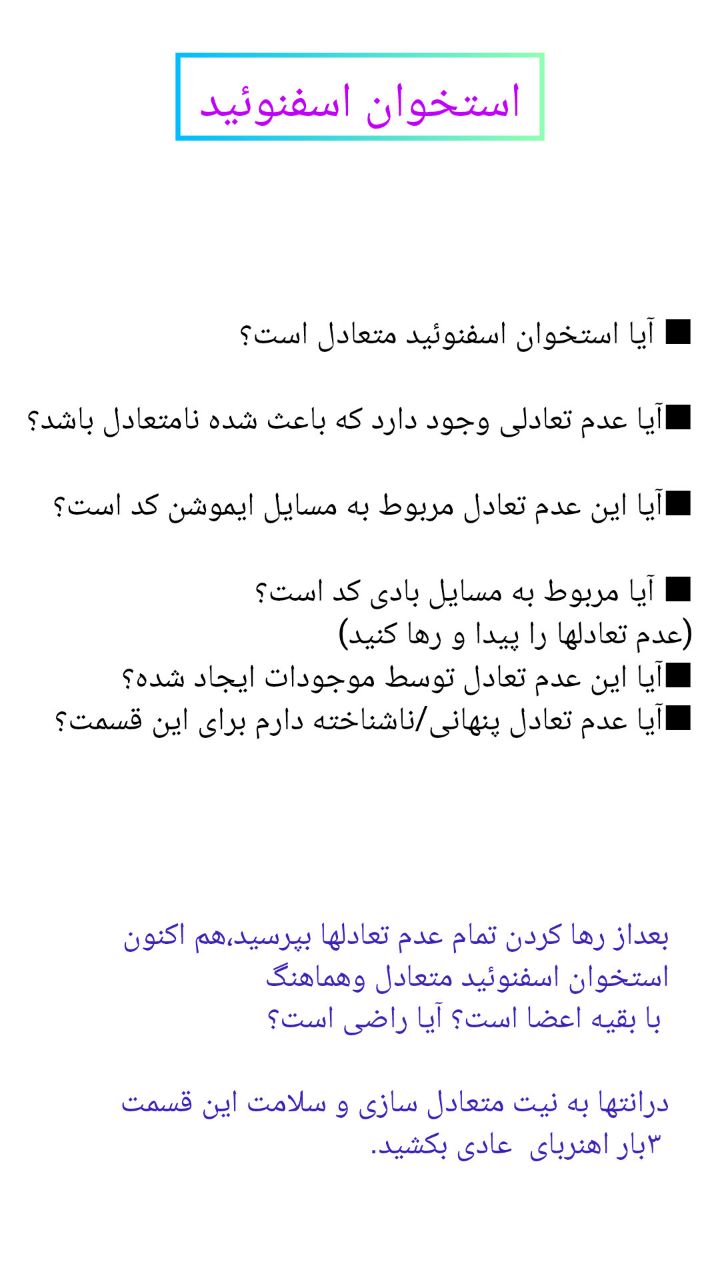 استخوان اسفنوئید
■ آیا استخوان اسفنوئید متعادل است؟
■آیا عدم تعادلی وجود دارد که باعث شده نامتعادل باشد؟
■آیا این عدم تعادل مربوط به مسایل ایموشن کد است؟
■ آیا مربوط به مسایل بادی کد است؟
(عدم تعادلها را پیدا و رها کنید)
■آیا این عدم تعادل توسط موجودات ایجاد شده؟
■آیا عدم تعادل پنهانی/ناشناخته دارم برای این قسمت؟
بعداز رها کردن تمام عدم تعادلها بپرسید،هم اکنون
استخوان اسفنوئید متعادل وهماهنگ
با بقیه اعضا است؟ آیا راضی است؟
درانتها به نیت متعادل سازی و سلامت این قسمت
۳بار اهنربای عادی بکشید.